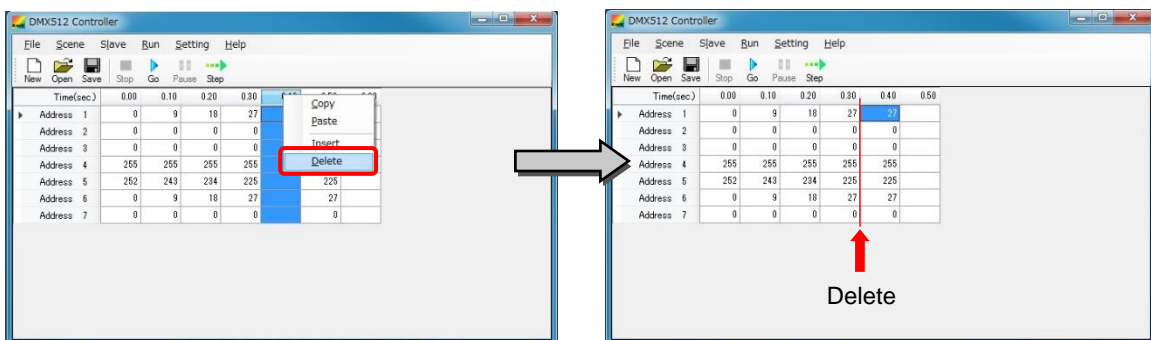 DMX512 Controller
File Scene Slave Run Setting Help
New Open Save Stop Go Pause Step
Time(sec.) 0.00 0.10 0.20 0.30
Address 1 0 9 18 27
Address 2 0 0 0 0
Address 3 0 0 0 0
Address 4 255 255 255 255
Address 5 252 243 234 225 225
Address 6 0 9 18 27 27
Address 7 0 0 0 0 0
Copy
Paste
Insert
Delete
DMX512 Controller
File Scene Slave Run Setting Help
New Open Save Stop Go Pause Step
Time(sec.) 0.00 0.10 0.20 0.30 0.40 0.50
Address 1 0 9 18 27 27
Address 2 0 0 0 0 0
Address 3 0 0 0 0 0
Address 4 255 255 255 255 255
Address 5 252 243 234 225 225
Address 6 0 9 18 27 27
Address 7 0 0 0 0 0
Delete